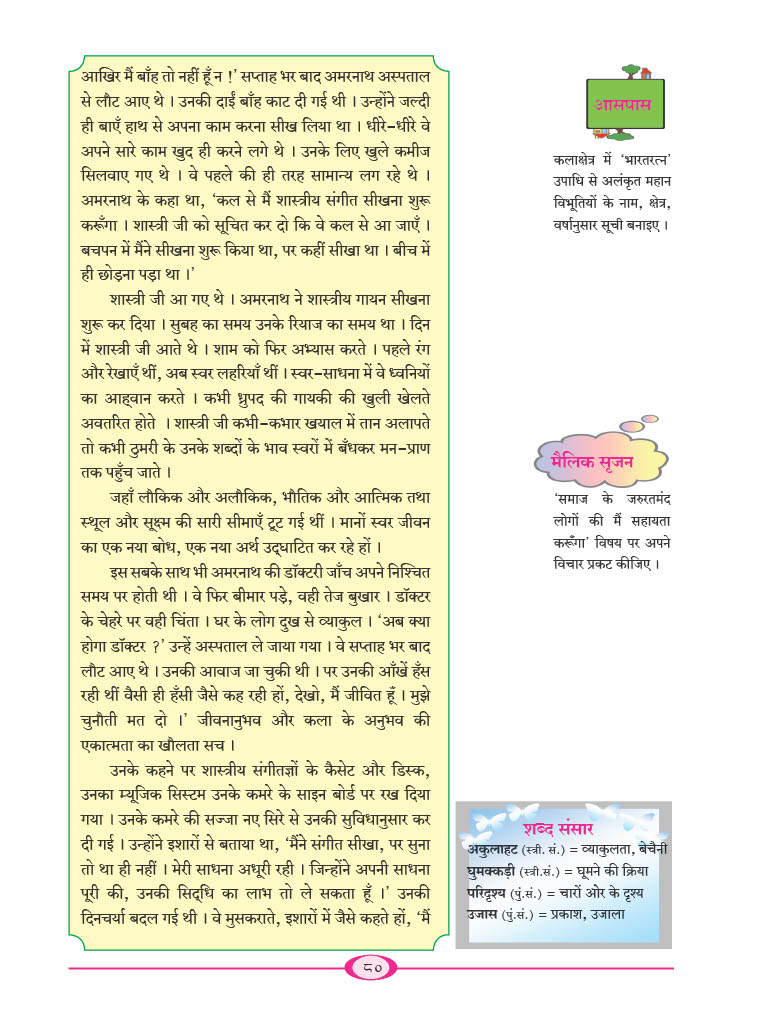 आखिर मैं बाँह तो नहीं हूँ न !’ सप्ताह भर बाद अमरनाथ अस्पताल
से लौट आए थे । उनकी दाईं बाँह काट दी गई थी । उन्होंने जल्दी
ही बाएँ हाथ से अपना काम करना सीख लिया था । धीरे-धीरे वे
अपने सारे काम खुद ही करने लगे थे । उनके लिए खुले कमीज
सिलवाए गए थे । वे पहले की ही तरह सामान्य लग रहे थे ।
अमरनाथ के कहा था, ‘कल से मैं शास्त्रीय संगीत सीखना शुरू
करूँगा । शास्त्री जी को सूचित कर दो कि वे कल से आ जाएँ ।
बचपन में मैंने सीखना शुरू किया था, पर कहीं सीखा था । बीच में
ही छोड़ना पड़ा था ।’
शास्त्री जी आ गए थे । अमरनाथ ने शास्त्रीय गायन सीखना
शुरू कर दिया । सुबह का समय उनके रियाज का समय था । दिन
में शास्त्री जी आते थे । शाम को फिर अभ्यास करते । पहले रंग
और रेखाएँ थीं, अब स्वर लहरियाँ थीं । स्वर-साधना में वे ध्वनियों
का आह्वान करते । कभी ध्रुपद की गायकी की खुली खेलते
अवतरित होते । शास्त्री जी कभी-कभार खयाल में तान अलापते
तो कभी ठुमरी के उनके शब्दों के भाव स्वरों में बँधकर मन-प्राण
तक पहुँच जाते ।
जहाँ लौकिक और अलौकिक, भौतिक और आत्मिक तथा
स्थूल और सूक्ष्म की सारी सीमाएँ टूट गई थीं । मानों स्वर जीवन
का एक नया बोध, एक नया अर्थ उद्घाटित कर रहे हों ।
इस सबके साथ भी अमरनाथ की डॉक्टरी जाँच अपने निश्चित
समय पर होती थी । वे फिर बीमार पड़े, वही तेज बुखार । डॉक्टर
के चेहरे पर वही चिंता । घर के लोग दुख से व्याकुल । ‘अब क्या
होगा डॉक्टर ?’ उन्हें अस्पताल ले जाया गया । वे सप्ताह भर बाद
लौट आए थे । उनकी आवाज जा चुकी थी । पर उनकी आँखें हँस
रही थीं वैसी ही हँसी जैसे कह रही हों, देखो, मैं जीवित हूँ । मुझे
चुनौती मत दो ।’ जीवनानुभव और कला के अनुभव की
एकात्मता का खौलता सच ।
उनके कहने पर शास्त्रीय संगीतज्ञों के कैसेट और डिस्क,
उनका म्यूजिक सिस्टम उनके कमरे के साइन बोर्ड पर रख दिया
गया । उनके कमरे की सज्जा नए सिरे से उनकी सुविधानुसार कर
दी गई । उन्होंने इशारों से बताया था, ‘मैंने संगीत सीखा, पर सुना
तो था ही नहीं । मेरी साधना अधूरी रही । जिन्होंने अपनी साधना
पूरी की, उनकी सिद्धि का लाभ तो ले सकता हूँ ।’ उनकी
दिनचर्या बदल गई थी । वे मुसकराते, इशारों में जैसे कहते हों, ‘मैं
आसपास
कलाक्षेत्र में ‘भारतरत्न’
उपाधि से अलंकृत महान
विभूतियों के नाम, क्षेत्र,
वर्षानुसार सूची बनाइए ।
मैलिक सृजन
‘समाज के जरुरतमंद
लोगों की मैं सहायता
करूँगा’ विषय पर अपने
विचार प्रकट कीजिए ।
शब्द संसार
अकुलाहट (स्त्री. सं.) = व्याकुलता, बेचैनी
घुमक्कड़ी (स्त्री.सं.) = घूमने की क्रिया
परिदृश्य (पुं.सं.) = चारों ओर के दृश्य
उजास (पुं.सं.) = प्रकाश, उजाला
८०